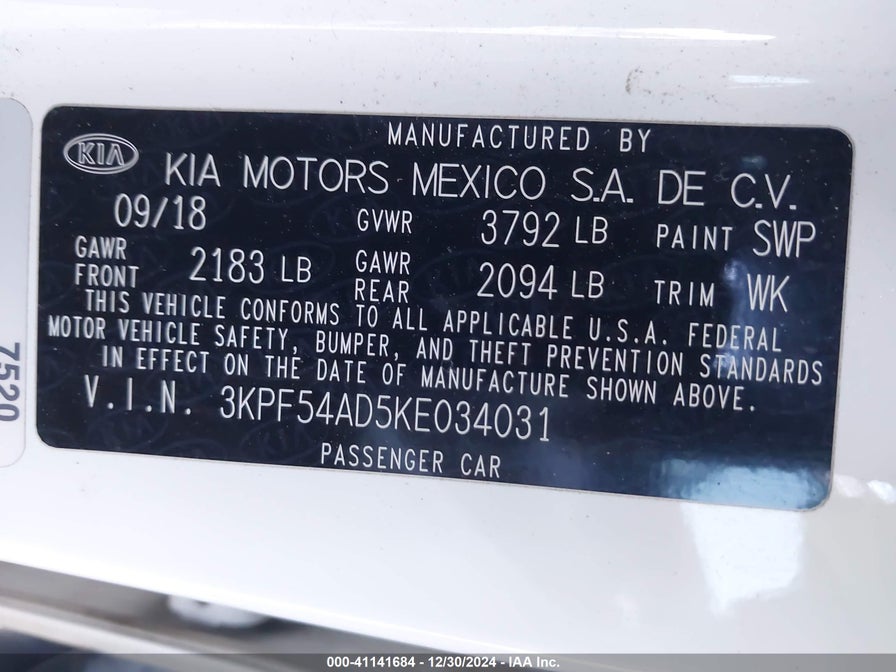 MANUFACTURED BY
KIA KIA MOTORS MEXICO S.A. DE C.V.
09/18 GVWR 3792 LB PAINT SWP
GAWR FRONT 2183 LB GAWR REAR 2094 LB TRIM WK
THIS VEHICLE CONFORMS TO ALL APPLICABLE U.S.A. FEDERAL
MOTOR VEHICLE SAFETY, BUMPER, AND THEFT PREVENTION STANDARDS
IN EFFECT ON THE DATE OF MANUFACTURE SHOWN ABOVE.
V.I.N. 3KPF54AD5KE034031
PASSENGER CAR
7520
000-41141684 - 12/30/2024 - IAA Inc.